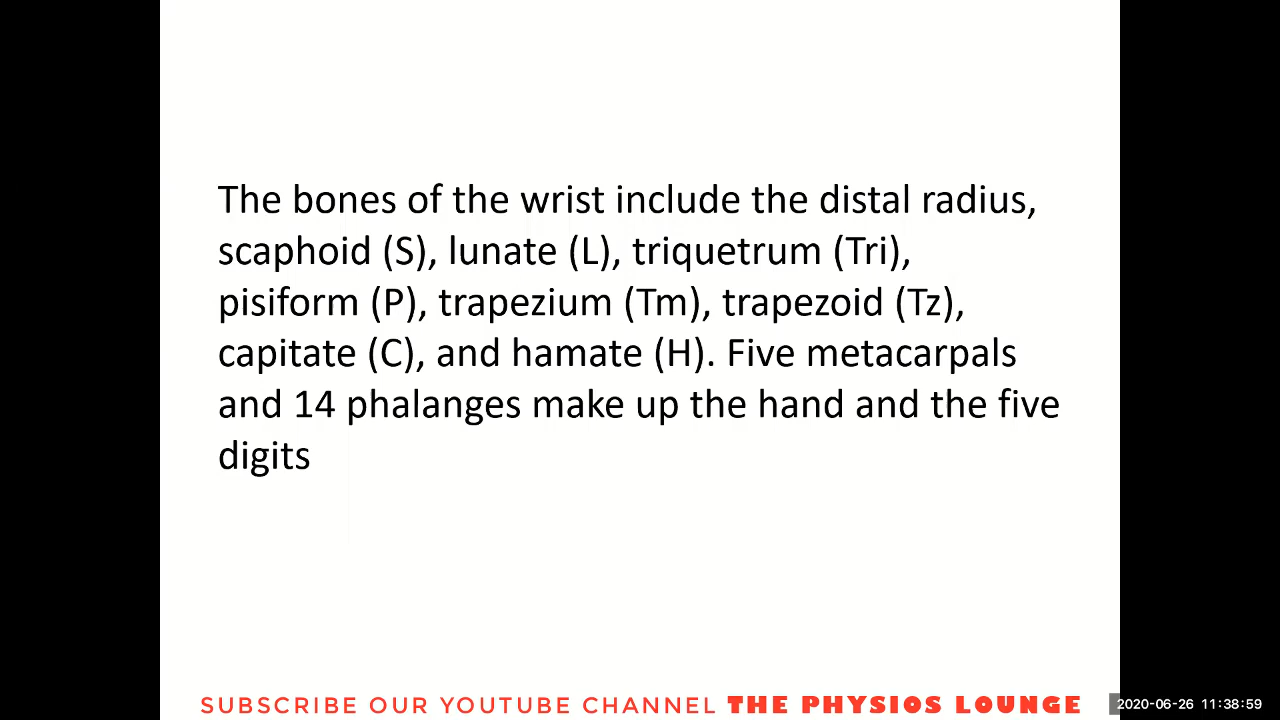 The bones of the wrist include the distal radius,
scaphoid (S), lunate (L), triquetrum (Tri),
pisiform (P), trapezium (Tm), trapezoid (Tz),
capitate (C), and hamate (H). Five metacarpals
and 14 phalanges make up the hand and the five
digits
SUBSCRIBE OUR YOUTUBE CHANNEL THE PHYSIOS LOUNGE
2020-06-26 11:38:59